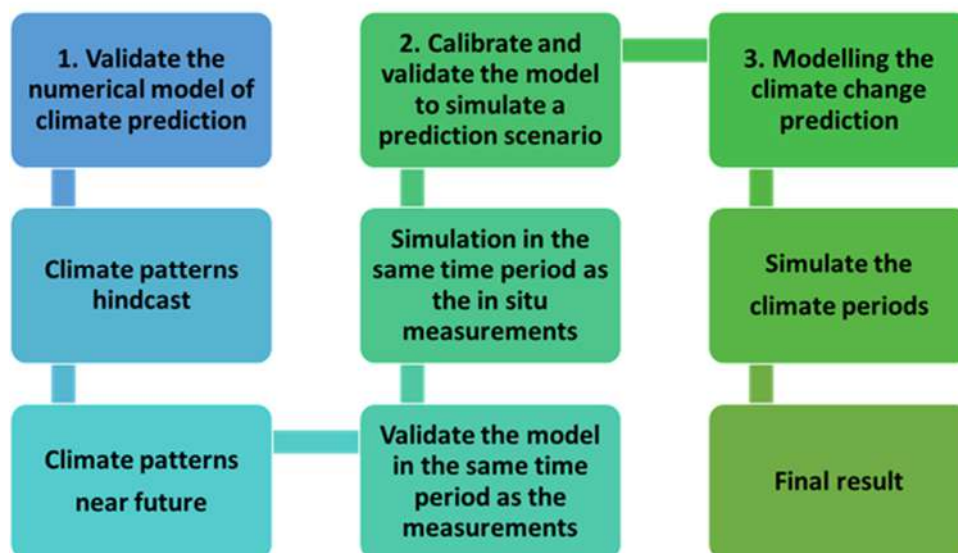 1. Validate the
numerical model of
climate prediction
Climate patterns
hindcast
Climate patterns
near future
2. Calibrate and
validate the model
to simulate a
prediction scenario
Simulation in the
same time period as
the in situ
measurements
Validate the model
in the same time
period as the
measurements
3. Modelling the
climate change
prediction
Simulate the
climate periods
Final result